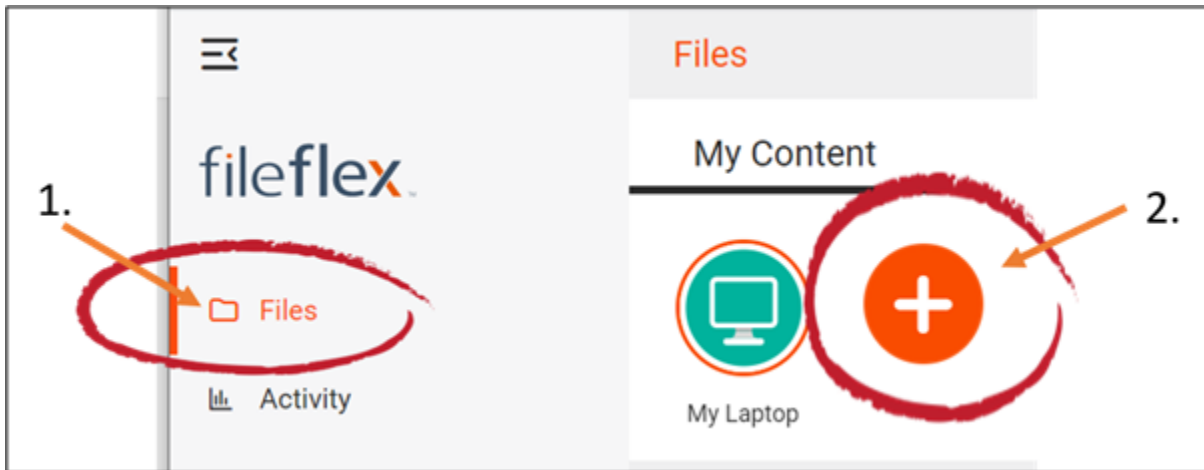 Files
My Content
fileflex
1.
2.
Files
Activity
My Laptop